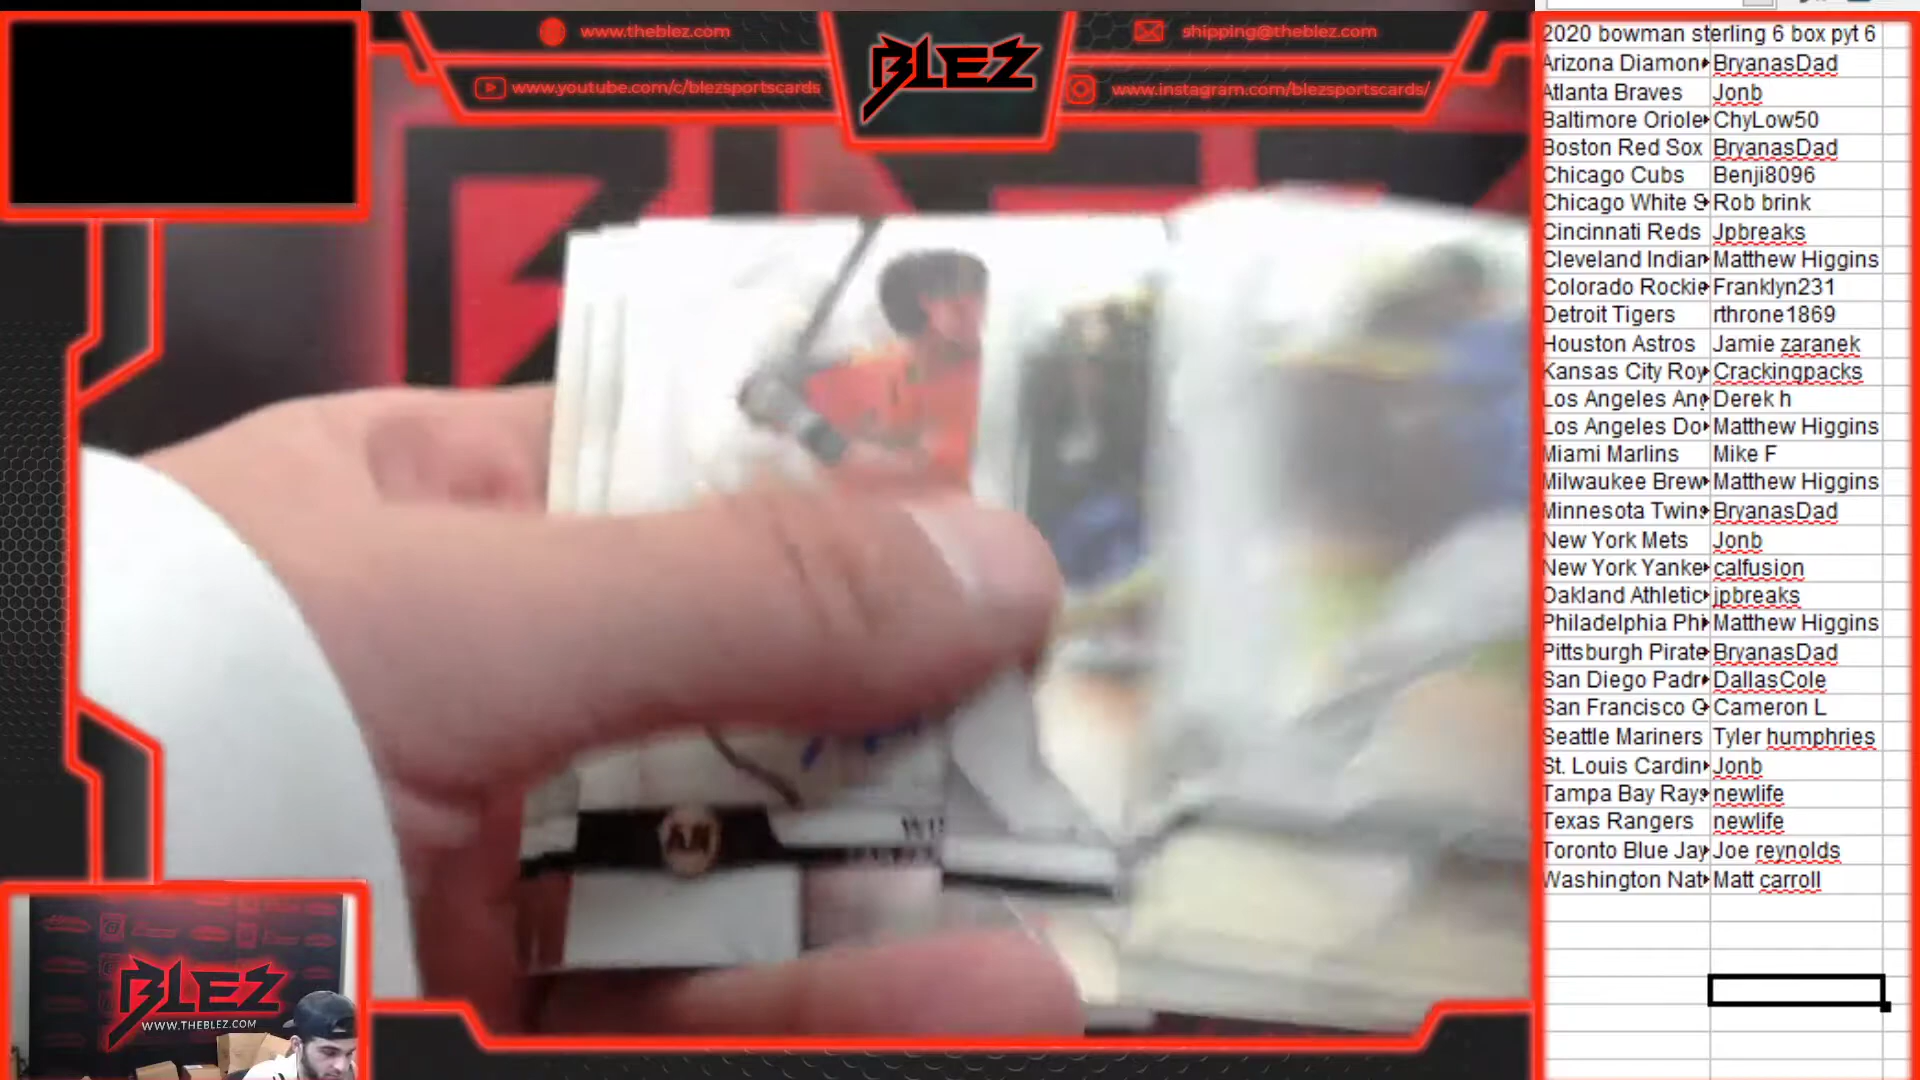 www.theblez.com
shipping@theblez.com
www.youtube.com/c/blezsportscards
BLEZ
www.instagram.com/blezsportscards/
2020 bowman sterling 6 box pyt 6
Arizona Diamon BryanasDad
Atlanta Braves Jonb
Baltimore Oriole ChyLow50
Boston Red Sox BryanasDad
Chicago Cubs Benji8096
Chicago White S Rob brink
Cincinnati Reds Jpbreaks
Cleveland Indian Matthew Higgins
Colorado Rockie Franklyn231
Detroit Tigers rthrone1869
Houston Astros Jamie zaranek
Kansas City Roy Crackingpacks
Los Angeles Ang Derek h
Los Angeles Do Matthew Higgins
Miami Marlins Mike F
Milwaukee Brew Matthew Higgins
Minnesota Twins BryanasDad
New York Mets Jonb
New York Yanke calfusion
Oakland Athletic jpbreaks
Philadelphia Phi Matthew Higgins
Pittsburgh Pirate BryanasDad
San Diego Padr DallasCole
San Francisco G Cameron L
Seattle Mariners Tyler humphries
St. Louis Cardin Jonb
Tampa Bay Rays newlife
Texas Rangers newlife
Toronto Blue Jay Joe reynolds
Washington Nat Matt carroll
BLEZ
WWW.THEBLEZ.COM